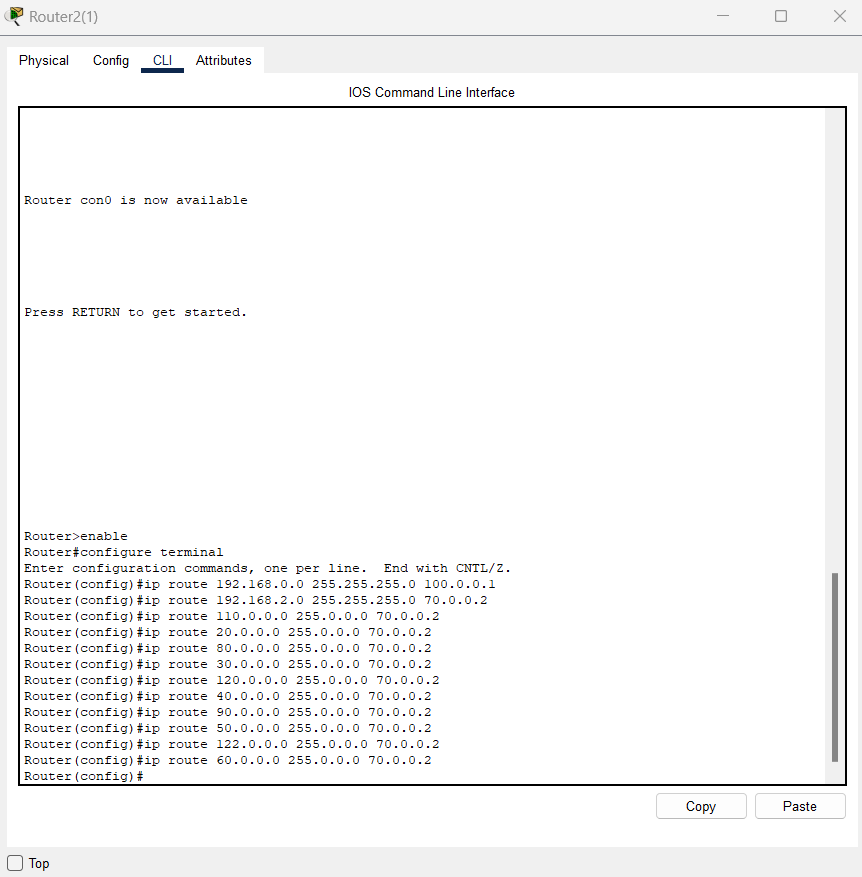 Router2(1)
Physical Config CLI Attributes
IOS Command Line Interface
Router con0 is now available
Press RETURN to get started.
Router>enable
Router#configure terminal
Enter configuration commands, one per line.  End with CNTL/Z.
Router(config)#ip route 192.168.0.0 255.255.255.0 100.0.0.1
Router(config)#ip route 192.168.2.0 255.255.255.0 70.0.0.2
Router(config)#ip route 110.0.0.0 255.0.0.0 70.0.0.2
Router(config)#ip route 20.0.0.0 255.0.0.0 70.0.0.2
Router(config)#ip route 80.0.0.0 255.0.0.0 70.0.0.2
Router(config)#ip route 30.0.0.0 255.0.0.0 70.0.0.2
Router(config)#ip route 120.0.0.0 255.0.0.0 70.0.0.2
Router(config)#ip route 40.0.0.0 255.0.0.0 70.0.0.2
Router(config)#ip route 90.0.0.0 255.0.0.0 70.0.0.2
Router(config)#ip route 50.0.0.0 255.0.0.0 70.0.0.2
Router(config)#ip route 122.0.0.0 255.0.0.0 70.0.0.2
Router(config)#ip route 60.0.0.0 255.0.0.0 70.0.0.2
Router(config)#
Copy Paste
Top